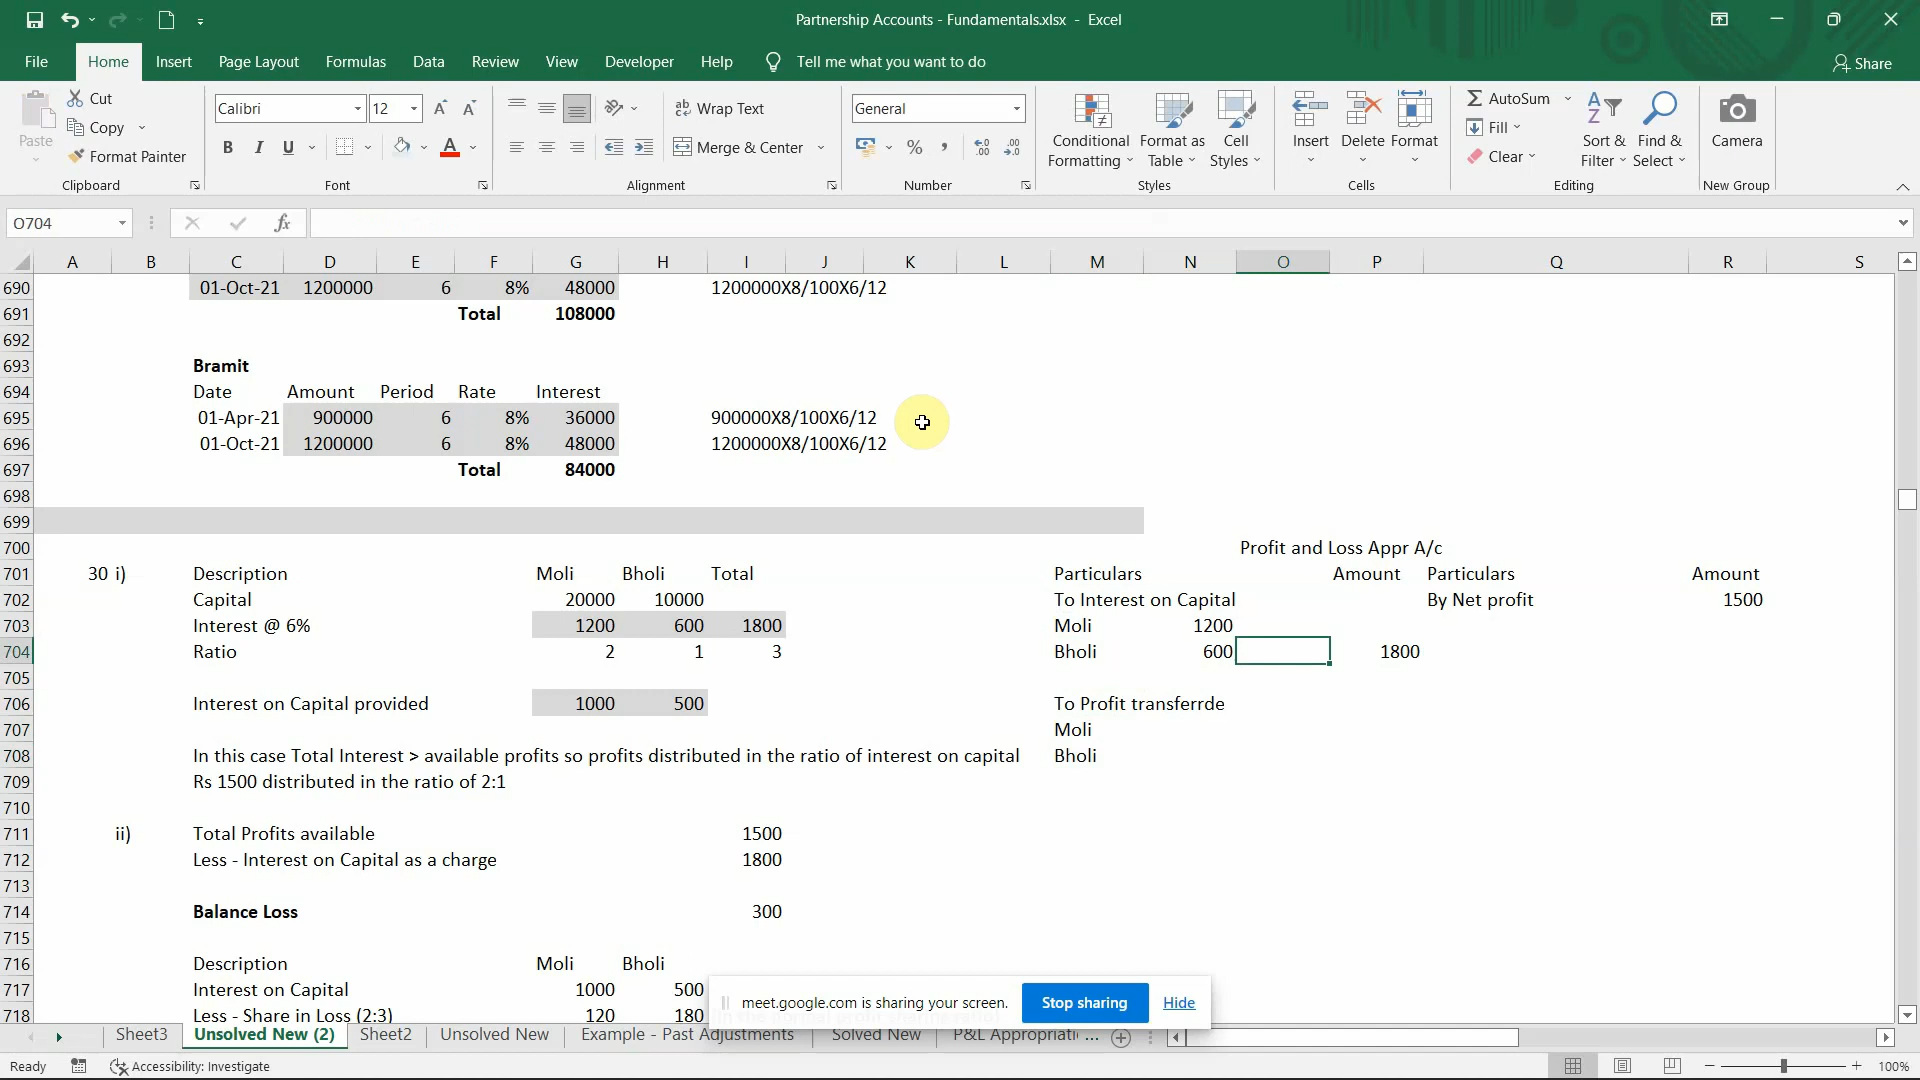 Partnership Accounts - Fundamentals.xlsx - Excel
File Home Insert Page Layout Formulas Data Review View Developer Help Tell me what you want to do Share
Cut
Copy
Format Painter
Paste
Clipboard
Calibri 12
B I U
Font
Wrap Text
Merge & Center
Alignment
General
Number
Conditional Formatting
Format as Table
Cell Styles
Styles
Insert Delete Format
Cells
AutoSum
Fill
Clear
Sort & Filter
Find & Select
Editing
Camera
New Group
O704 fx
A B C D E F G H I J K L M N O P Q R S
690 01-Oct-21 1200000 6 8% 48000 1200000X8/100X6/12
691 Total 108000
692
693 Bramit
694 Date Amount Period Rate Interest
695 01-Apr-21 900000 6 8% 36000 900000X8/100X6/12
696 01-Oct-21 1200000 6 8% 48000 1200000X8/100X6/12
697 Total 84000
698
699
700 Profit and Loss Appr A/c
701 30 i) Description Moli Bholi Total Particulars Amount Particulars Amount
702 Capital 20000 10000 To Interest on Capital By Net profit 1500
703 Interest @ 6% 1200 600 1800 Moli 1200
704 Ratio 2 1 3 Bholi 600 1800
705
706 Interest on Capital provided 1000 500 To Profit transferrde
707 Moli
708 In this case Total Interest > available profits so profits distributed in the ratio of interest on capital Bholi
709 Rs 1500 distributed in the ratio of 2:1
710
711 ii) Total Profits available 1500
712 Less - Interest on Capital as a charge 1800
713
714 Balance Loss 300
715
716 Description Moli Bholi
717 Interest on Capital 1000 500
718 Less - Share in Loss (2:3) 120 180
meet.google.com is sharing your screen. Stop sharing Hide
Sheet3 Unsolved New (2) Sheet2 Unsolved New Example - Past Adjustments Solved New P&L Appropriati ...
Ready Accessibility: Investigate 100%